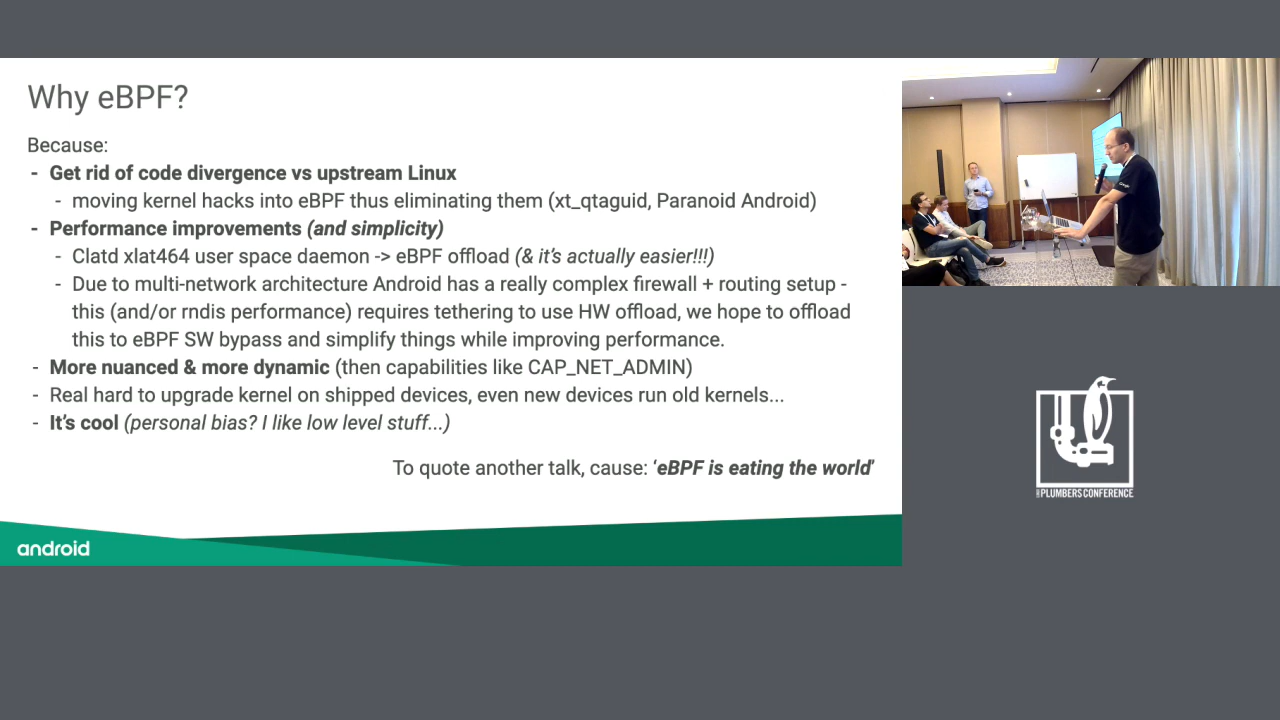 Why eBPF?
Because:
- Get rid of code divergence vs upstream Linux
- moving kernel hacks into eBPF thus eliminating them (xt_qtaguid, Paranoid Android)
- Performance improvements (and simplicity)
- Clatd xlat464 user space daemon -> eBPF offload (& it's actually easier!!!)
- Due to multi-network architecture Android has a really complex firewall + routing setup -
this (and/or rndis performance) requires tethering to use HW offload, we hope to offload
this to eBPF SW bypass and simplify things while improving performance.
- More nuanced & more dynamic (then capabilities like CAP_NET_ADMIN)
- Real hard to upgrade kernel on shipped devices, even new devices run old kernels...
- It's cool (personal bias? I like low level stuff...)
To quote another talk, cause: 'eBPF is eating the world'
android
PLUMBERS CONFERENCE